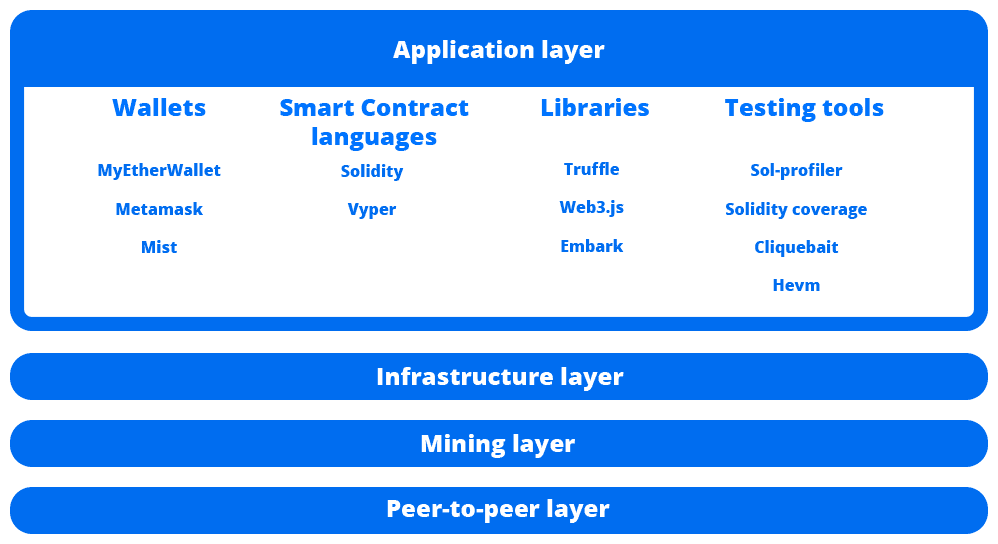 Application layer
Wallets
Smart Contract
languages
Libraries
Testing tools
MyEtherWallet
Metamask
Mist
Solidity
Vyper
Truffle
Web3.js
Embark
Sol-profiler
Solidity coverage
Cliquebait
Hevm
Infrastructure layer
Mining layer
Peer-to-peer layer